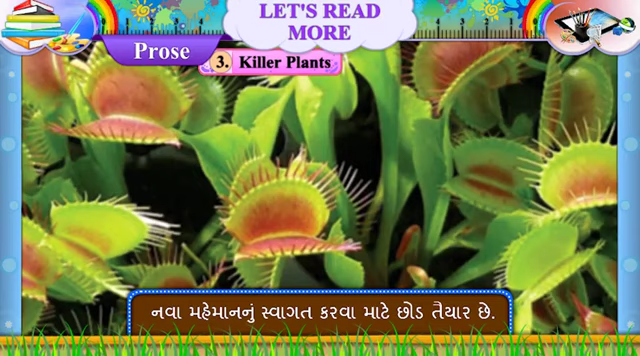 LET'S READ
MORE
Prose
3. Killer Plants
નવા મહેમાનનું સ્વાગત કરવા માટે છોડ તૈયાર છે.